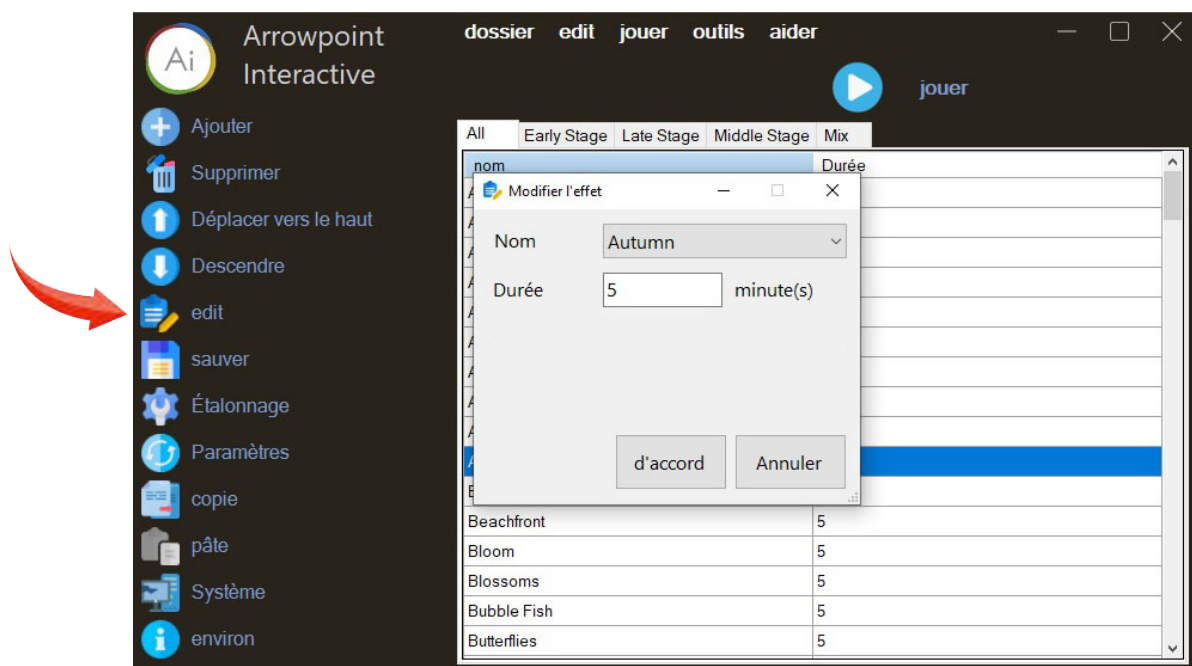 Ai
Arrowpoint
Interactive
dossier edit jouer outils aider
jouer
Ajouter
Supprimer
Déplacer vers le haut
Descendre
edit
sauver
Étalonnage
Paramètres
copie
pâte
Système
environ
All Early Stage Late Stage Middle Stage Mix
nom Durée
Modifier l'effet
Nom Autumn
Durée 5 minute(s)
d'accord Annuler
Beachfront 5
Bloom 5
Blossoms 5
Bubble Fish 5
Butterflies 5